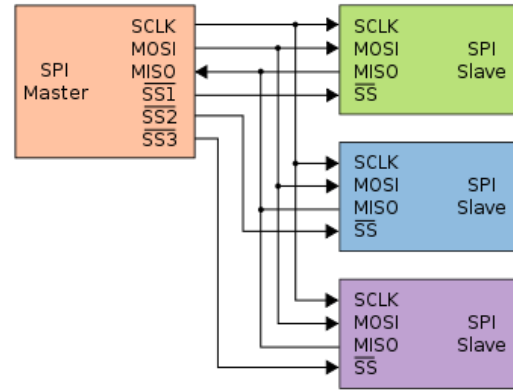 SPI
Master
SCLK
MOSI
MISO
SS1
SS2
SS3
SCLK
MOSI
MISO
SS
SPI
Slave
SCLK
MOSI
MISO
SS
SPI
Slave
SCLK
MOSI
MISO
SS
SPI
Slave